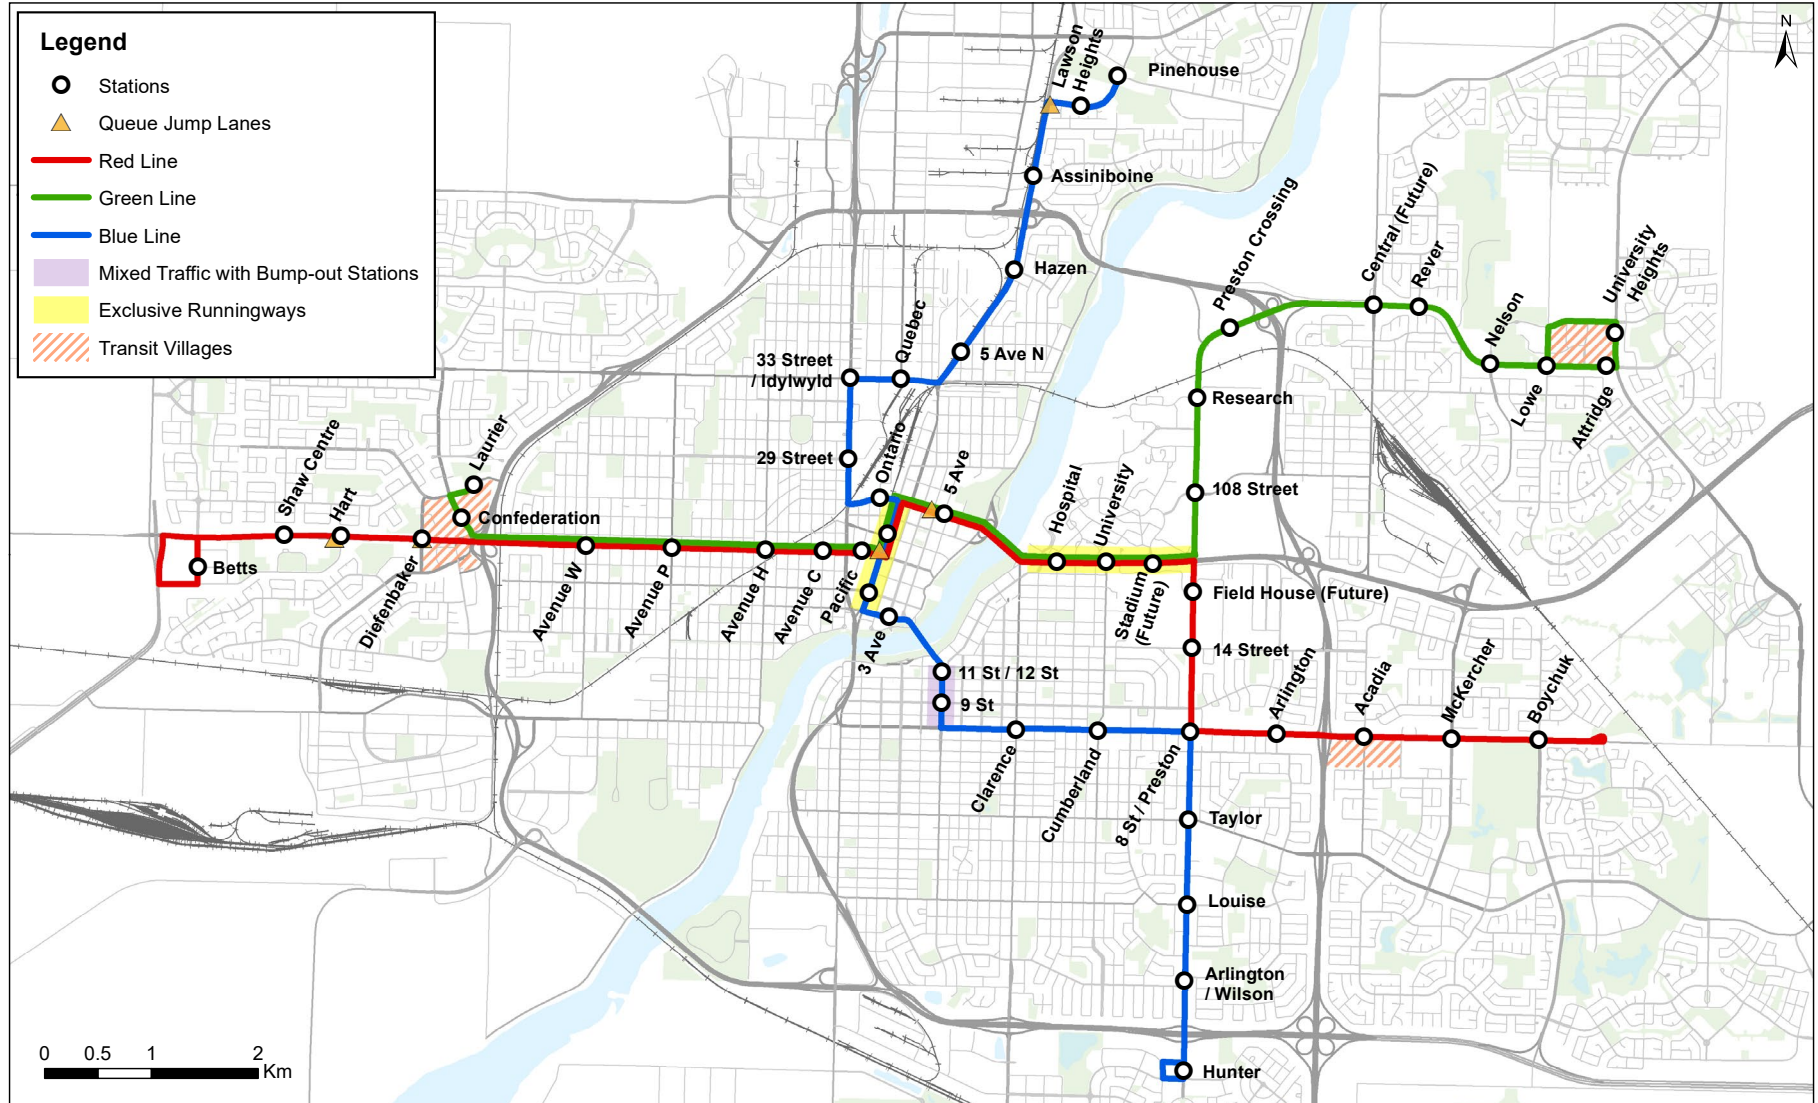 Legend
Stations
Queue Jump Lanes
Red Line
Green Line
Blue Line
Mixed Traffic with Bump-out Stations
Exclusive Runningways
Transit Villages
N
Lawson
Heights
Pinehouse
Assiniboine
Hazen
Quebec
5 Ave N
33 Street
/ Idylwyld
29 Street
Ontario
5 Ave
Preston Crossing
Central (Future)
Rever
Nelson
University
Heights
Lowe
Attridge
Research
108 Street
Hospital
University
Stadium
(Future)
Field House (Future)
14 Street
Shaw Centre
Hart
Laurier
Confederation
Betts
Diefenbaker
Avenue W
Avenue P
Avenue H
Avenue C
Pacific
3 Ave
11 St / 12 St
9 St
Clarence
Cumberland
8 St / Preston
Arlington
Acadia
McKercher
Boychuk
Taylor
Louise
Arlington
/ Wilson
Hunter
0 0.5 1 2
Km